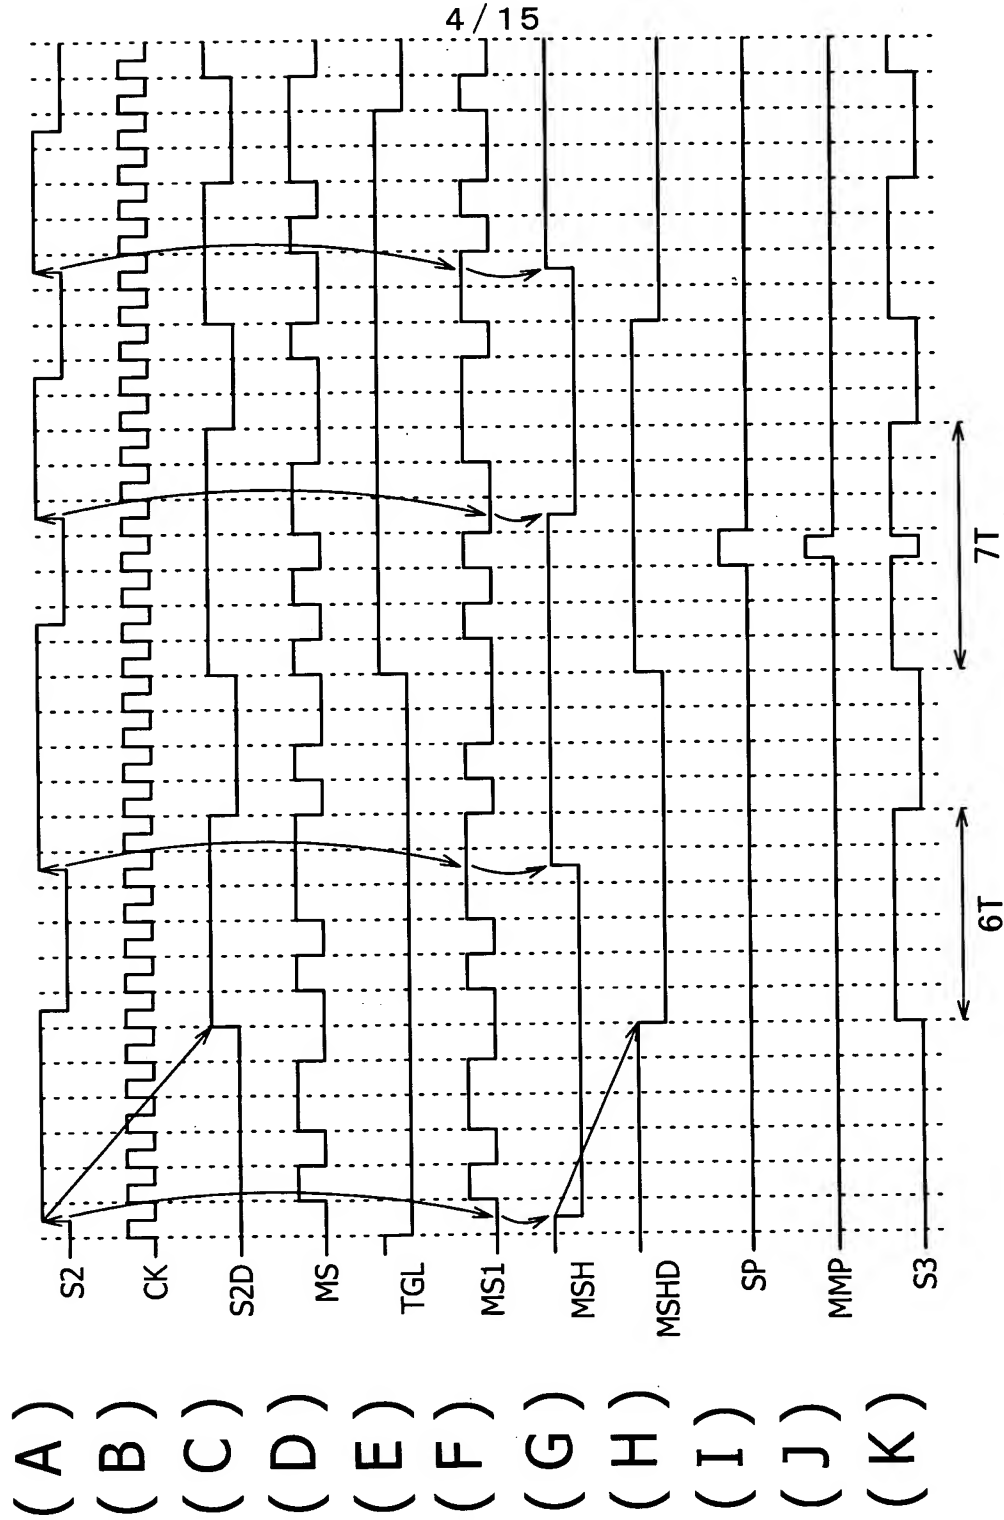 4/15
(A) S2
(B) CK
(C) S2D
(D) MS
(E) TGL
(F) MS1
(G) MSH
(H) MSHD
(I) SP
(J) MMP
(K) S3
6T
7T